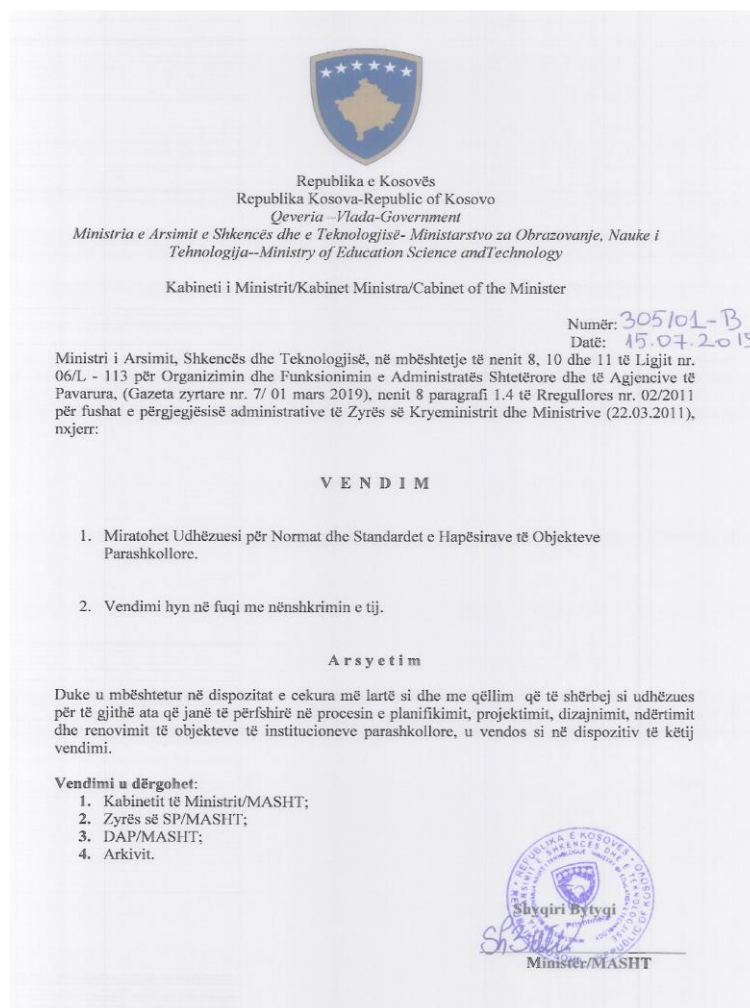 Republika e Kosovës
Republika Kosova-Republic of Kosovo
Qeveria –Vlada-Government
Ministria e Arsimit e Shkencës dhe e Teknologjisë- Ministarstvo za Obrazovanje, Nauke i
Tehnologija--Ministry of Education Science andTechnology
Kabineti i Ministrit/Kabinet Ministra/Cabinet of the Minister
Numër: 305/01-B
Datë: 15.07.2019
Ministri i Arsimit, Shkencës dhe Teknologjisë, në mbështetje të nenit 8, 10 dhe 11 të Ligjit nr.
06/L - 113 për Organizimin dhe Funksionimin e Administratës Shtetërore dhe të Agjencive të
Pavarura, (Gazeta zyrtare nr. 7/ 01 mars 2019), nenit 8 paragrafi 1.4 të Rregullores nr. 02/2011
për fushat e përgjegjësisë administrative të Zyrës së Kryeministrit dhe Ministrive (22.03.2011),
nxjerr:
V E N D I M
1. Miratohet Udhëzuesi për Normat dhe Standardet e Hapësirave të Objekteve
Parashkollore.
2. Vendimi hyn në fuqi me nënshkrimin e tij.
A r s y e t i m
Duke u mbështetur në dispozitat e cekura më lartë si dhe me qëllim që të shërbej si udhëzues
për të gjithë ata që janë të përfshirë në procesin e planifikimit, projektimit, dizajnimit, ndërtimit
dhe renovimit të objekteve të institucioneve parashkollore, u vendos si në dispozitiv të këtij
vendimi.
Vendimi u dërgohet:
1. Kabinetit të Ministrit/MASHT;
2. Zyrës së SP/MASHT;
3. DAP/MASHT;
4. Arkivit.
Shyqiri Bytyqi
Ministër/MASHT